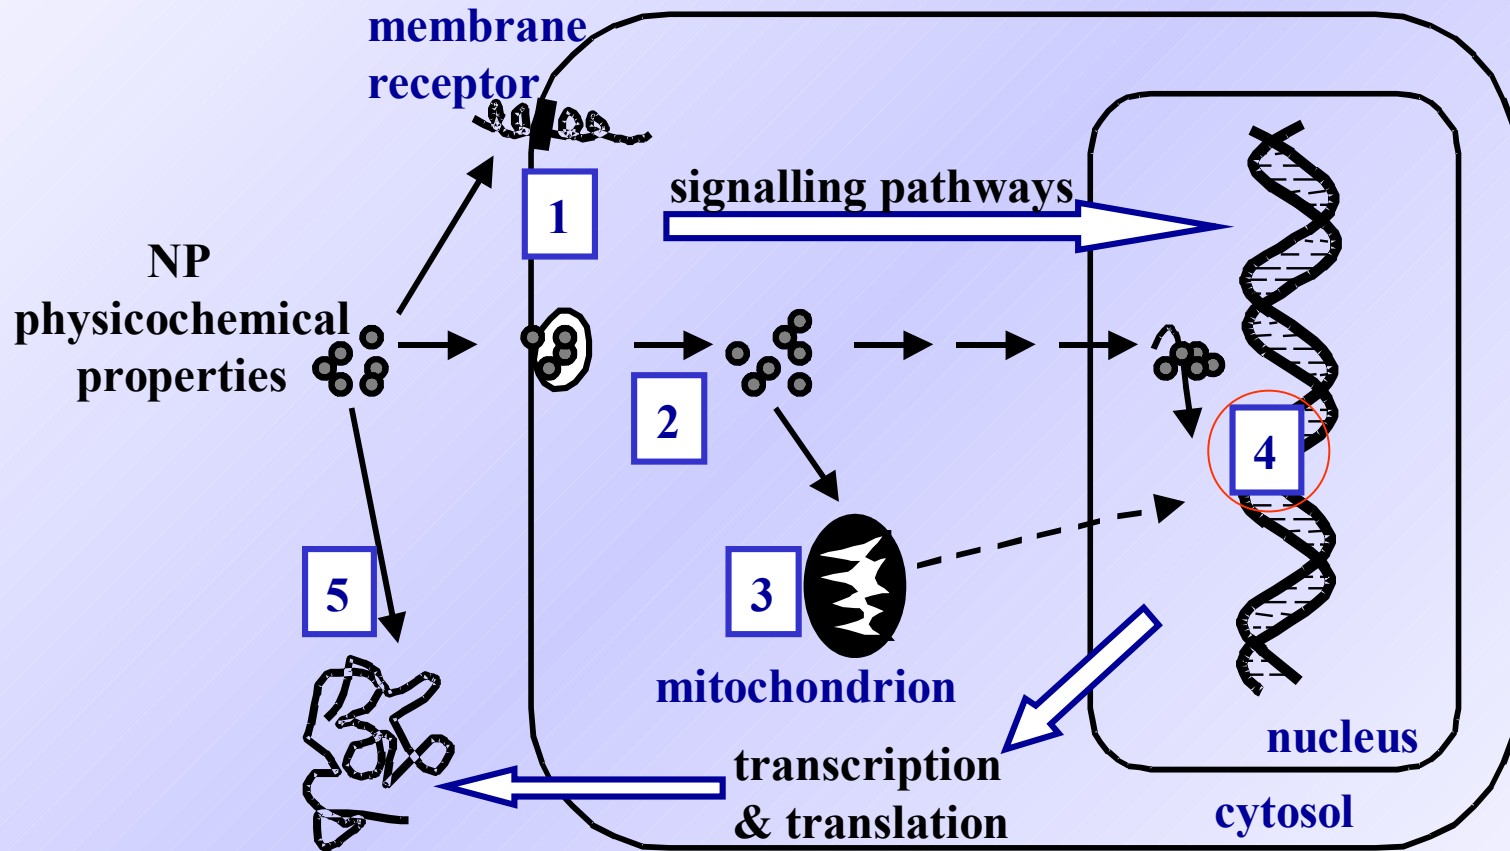 membrane
receptor
1
signalling pathways
NP
physicochemical
properties
2
4
5
3
mitochondrion
nucleus
transcription
& translation
cytosol